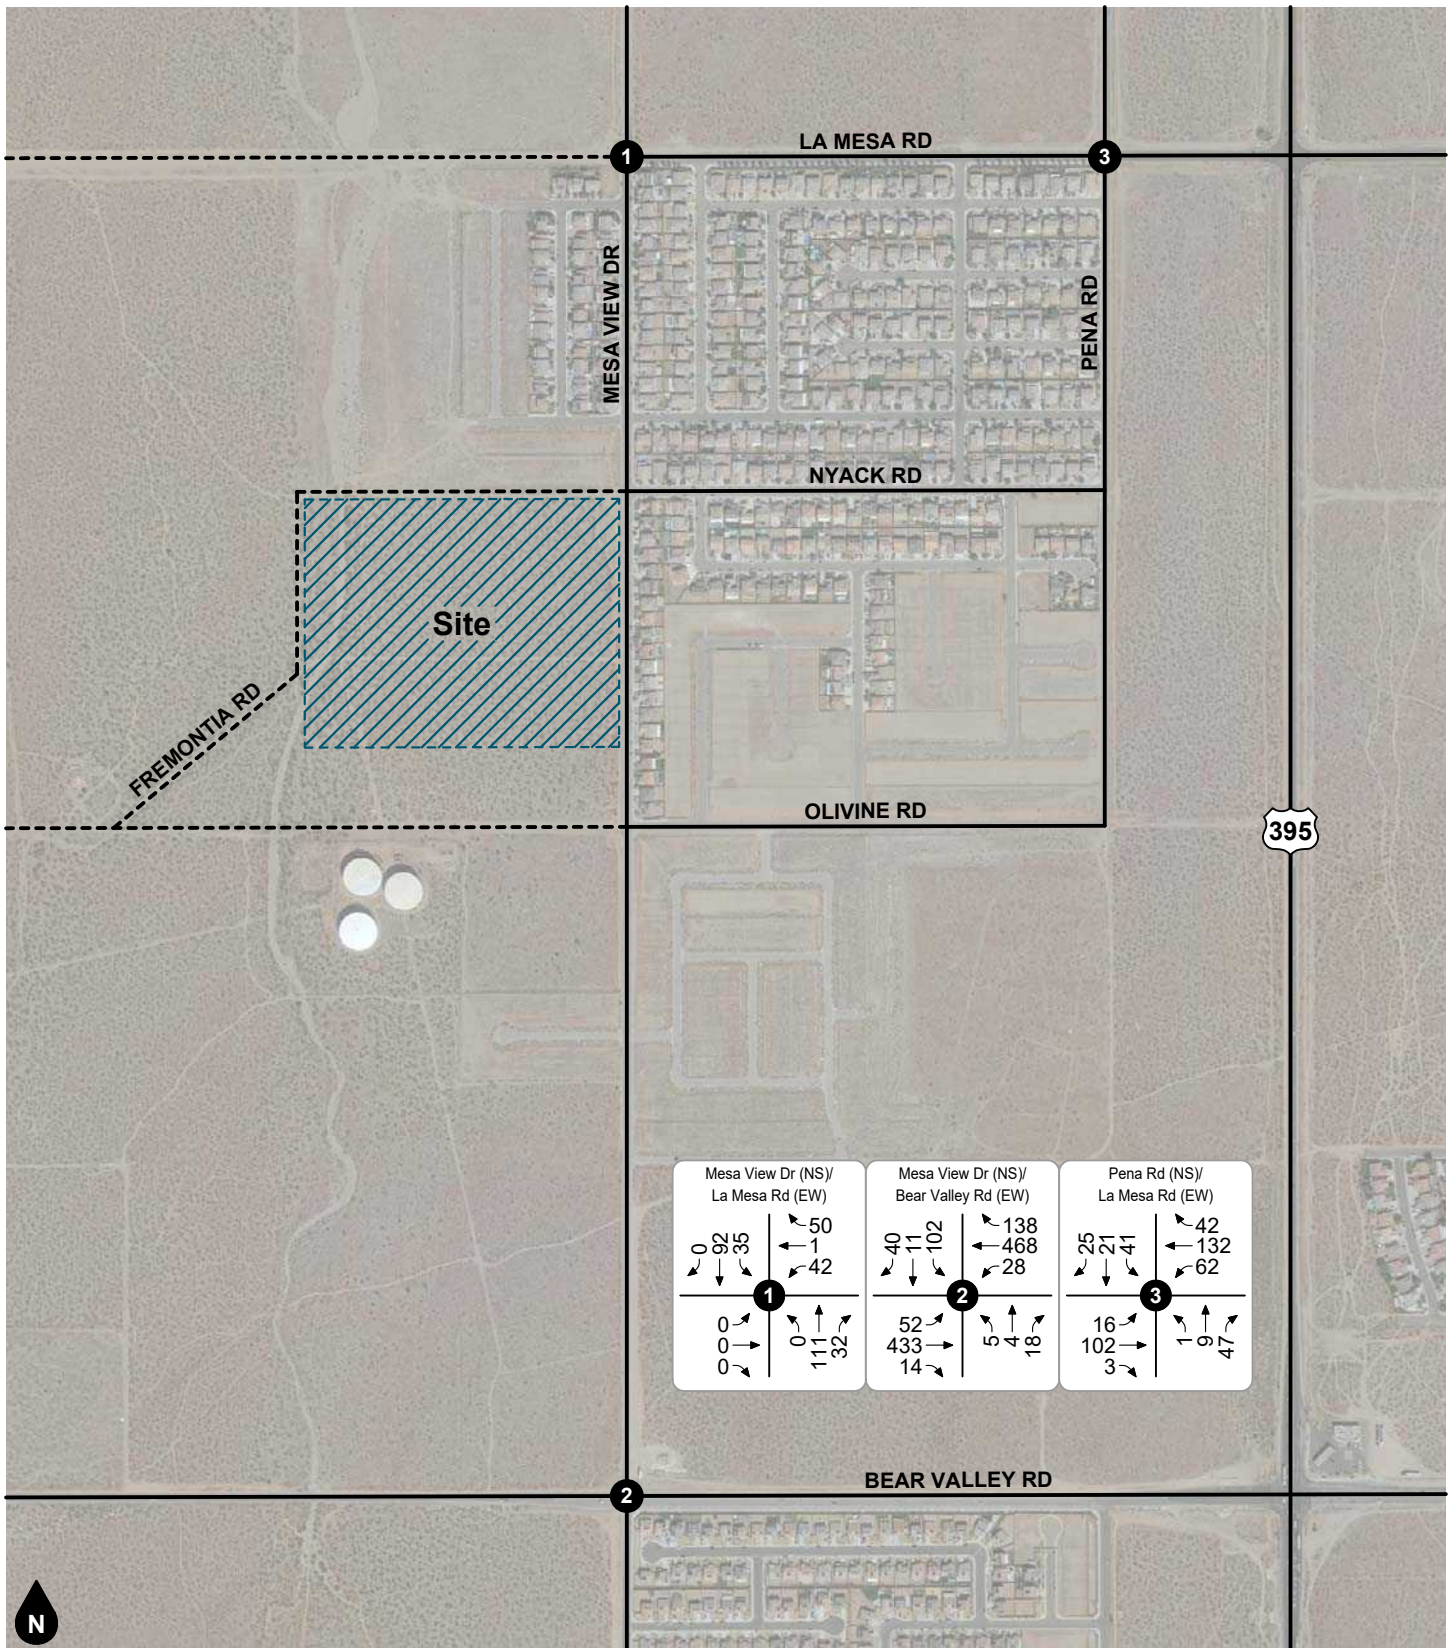 LA MESA RD
1
3
MESA VIEW DR
PENA RD
NYACK RD
Site
FREMONTIA RD
OLIVINE RD
395
Mesa View Dr (NS)/
La Mesa Rd (EW)
0
92
35
50
1
42
1
0
0
0
0
111
32
Mesa View Dr (NS)/
Bear Valley Rd (EW)
40
11
102
138
468
28
2
52
433
14
5
4
18
Pena Rd (NS)/
La Mesa Rd (EW)
25
21
41
42
132
62
3
16
102
3
1
9
47
BEAR VALLEY RD
2
N